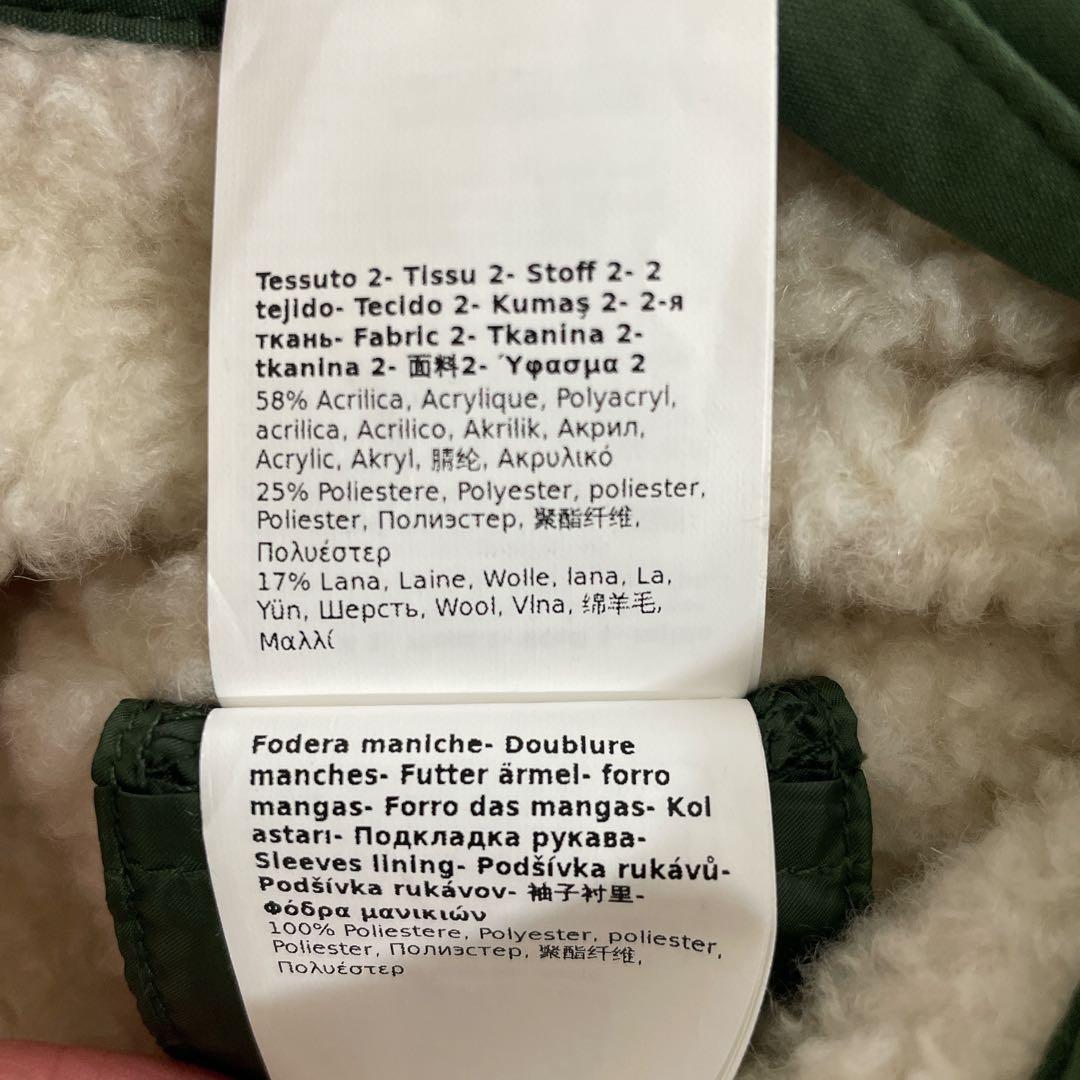 Tessuto 2- Tissu 2- Stoff 2- 2
tejido- Tecido 2- Kumaş 2- 2-я
ткань- Fabric 2- Tkanina 2-
tkanina 2- 面料2- Ύφασμα 2
58% Acrilica, Acrylique, Polyacryl,
acrilica, Acrilico, Akrilik, Акрил,
Acrylic, Akryl, 腈纶, Ακρυλικό
25% Poliestere, Polyester, poliester,
Poliester, Полиэстер, 聚酯纤维,
Πολυέστερ
17% Lana, Laine, Wolle, lana, La,
Yün, Шерсть, Wool, Vlna, 绵羊毛,
Μαλλί
Fodera maniche- Doublure
manches- Futter ärmel- forro
mangas- Forro das mangas- Kol
astarı- Подкладка рукава-
Sleeves lining- Podšívka rukávů-
Podšívka rukávov- 袖子衬里-
Φόδρα μανικιών
100% Poliestere, Polyester, poliester,
Poliester, Полиэстер, 聚酯纤维,
Πολυέστερ